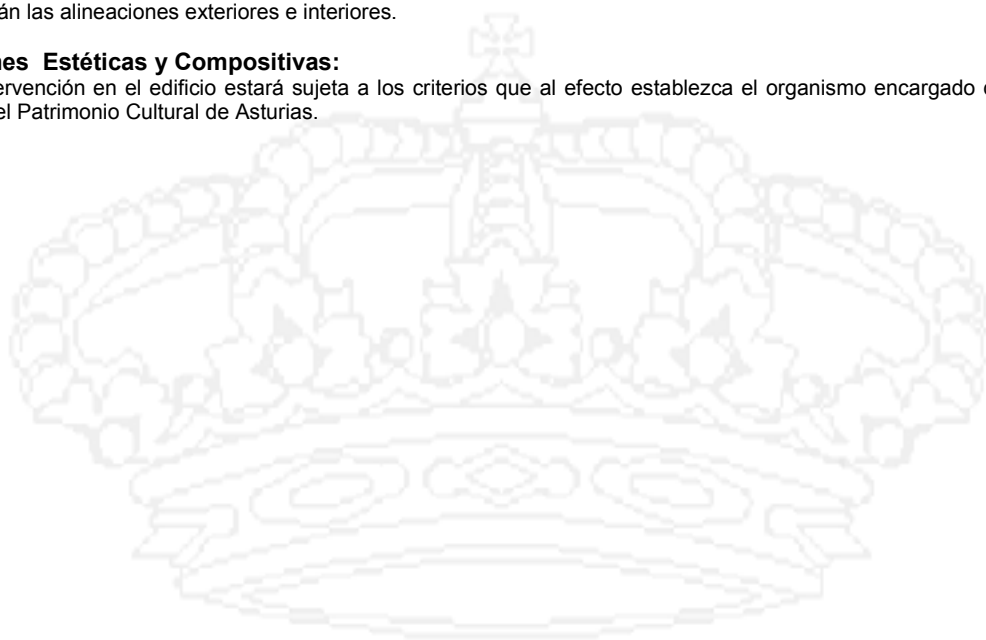 án las alineaciones exteriores e interiores.
nes Estéticas y Compositivas:
ervención en el edificio estará sujeta a los criterios que al efecto establezca el organismo encargado
el Patrimonio Cultural de Asturias.